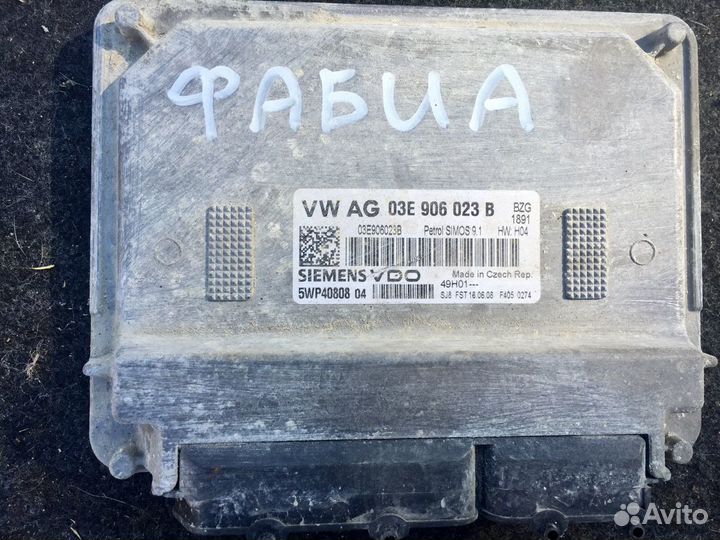 ФАБИА
VW AG 03E 906 023 B BZG 1891
03E906023B Petrol SIMOS 9.1 HW: H04
SIEMENS VDO Made in Czech Rep.
49H01---
5WP40808 04 SJ8 FST 16.06.08 F405 0274
Avito